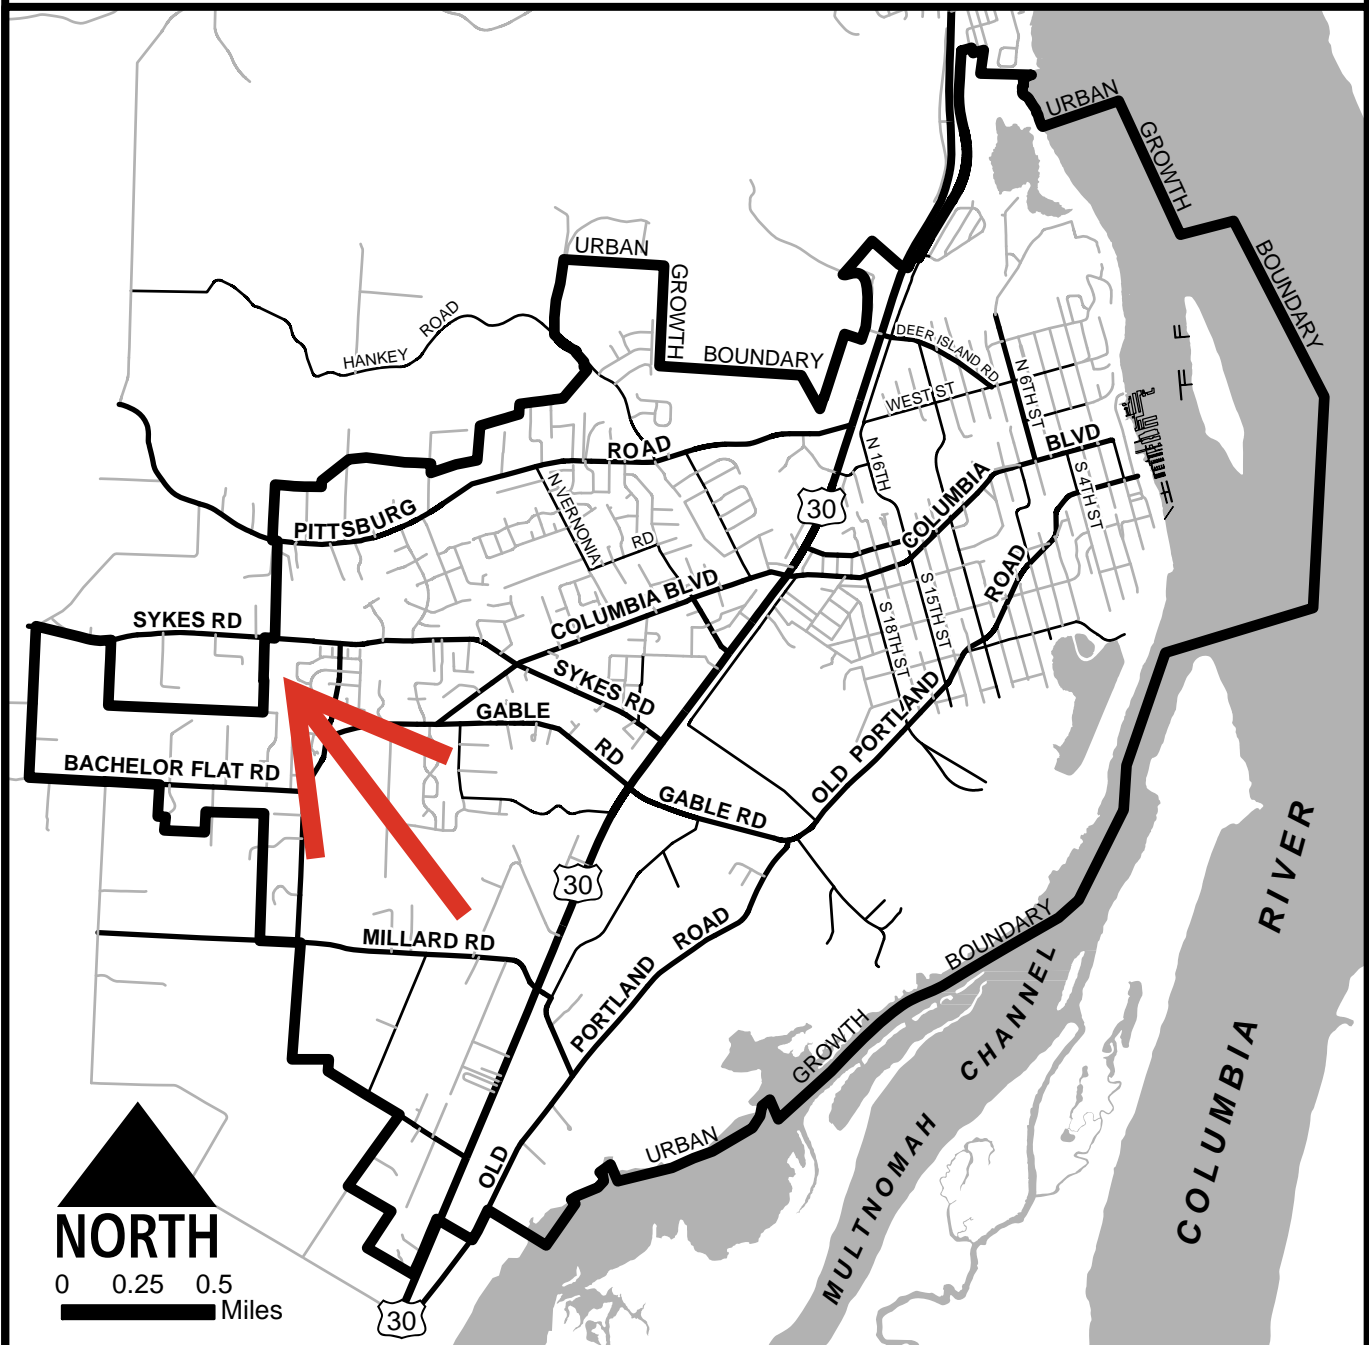 URBAN
GROWTH
BOUNDARY
URBAN
GROWTH
BOUNDARY
HANKEY
ROAD
DEER ISLAND RD
WEST ST
N 6TH ST
N 16TH
PITTSBURG
ROAD
N VERNONIA
RD
30
COLUMBIA
BLVD
S 4TH ST
COLUMBIA BLVD
ROAD
S 15TH ST
S 18TH ST
SYKES RD
SYKES RD
GABLE
RD
OLD PORTLAND
BACHELOR FLAT RD
GABLE RD
30
MILLARD RD
PORTLAND
ROAD
OLD
URBAN
GROWTH
BOUNDARY
MULTNOMAH
CHANNEL
COLUMBIA
RIVER
NORTH
0 0.25 0.5
Miles
30